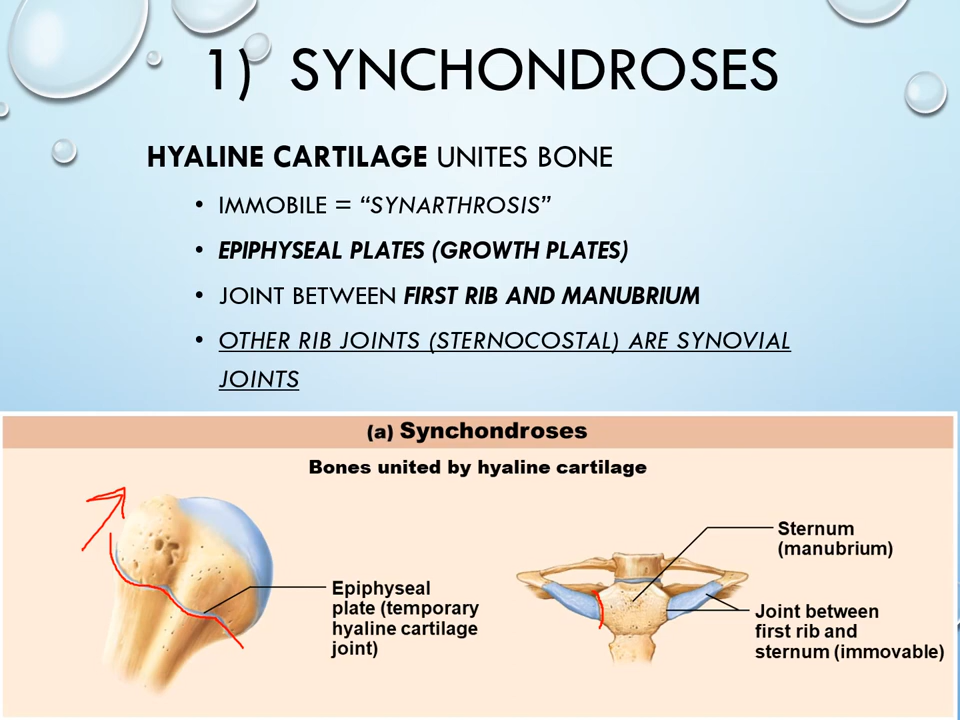 1) SYNCHONDROSES
HYALINE CARTILAGE UNITES BONE
• IMMOBILE = “SYNARTHROSIS”
• EPIPHYSEAL PLATES (GROWTH PLATES)
• JOINT BETWEEN FIRST RIB AND MANUBRIUM
• OTHER RIB JOINTS (STERNOCOSTAL) ARE SYNOVIAL
JOINTS
(a) Synchondroses
Bones united by hyaline cartilage
Sternum
(manubrium)
Epiphyseal
plate (temporary
hyaline cartilage
joint)
Joint between
first rib and
sternum (immovable)